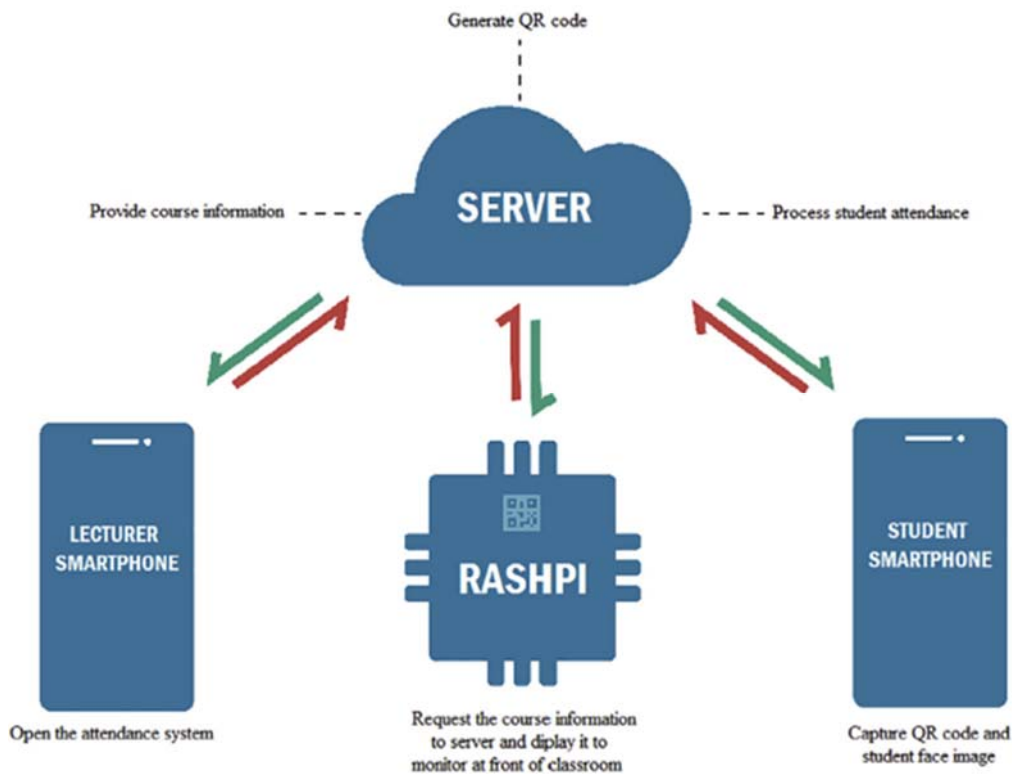 Generate QR code
SERVER
Provide course information
Process student attendance
LECTURER
SMARTPHONE
RASHPI
STUDENT
SMARTPHONE
Open the attendance system
Request the course information
to server and diplay it to
monitor at front of classroom
Capture QR code and
student face image